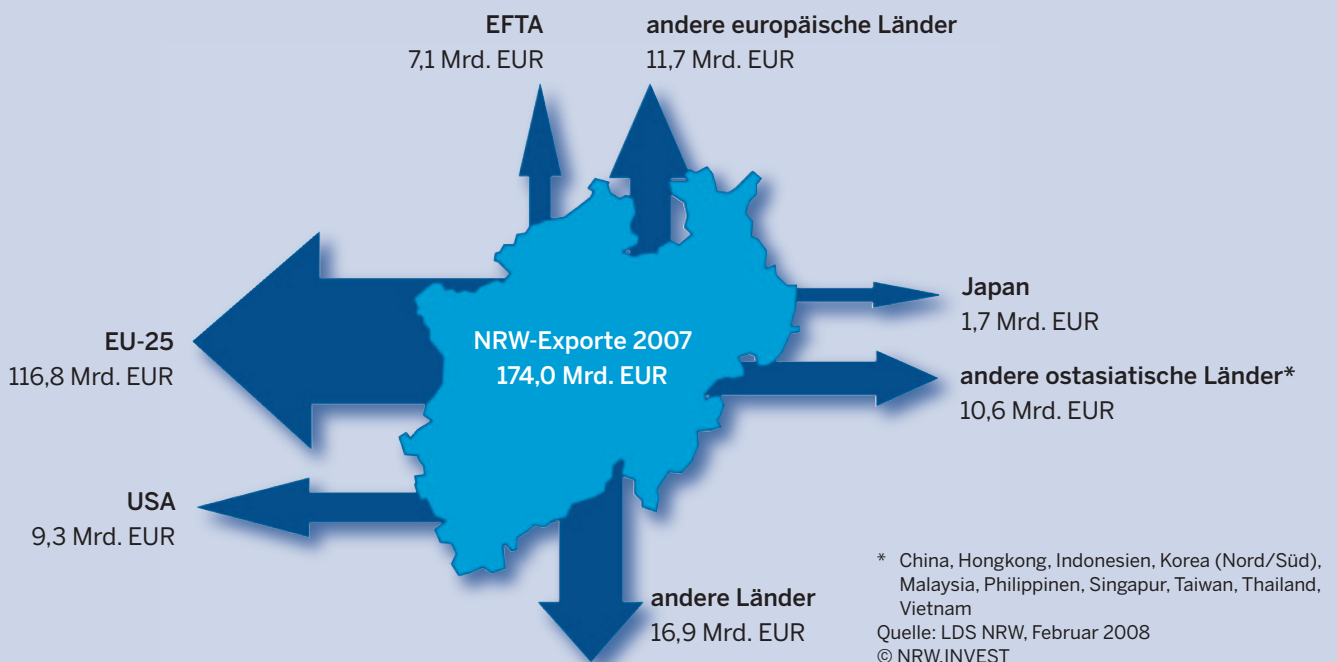 EFTA
7,1 Mrd. EUR
andere europäische Länder
11,7 Mrd. EUR
Japan
1,7 Mrd. EUR
NRW-Exporte 2007
174,0 Mrd. EUR
EU-25
116,8 Mrd. EUR
andere ostasiatische Länder*
10,6 Mrd. EUR
USA
9,3 Mrd. EUR
andere Länder
16,9 Mrd. EUR
* China, Hongkong, Indonesien, Korea (Nord/Süd),
Malaysia, Philippinen, Singapur, Taiwan, Thailand,
Vietnam
Quelle: LDS NRW, Februar 2008
© NRW.INVEST